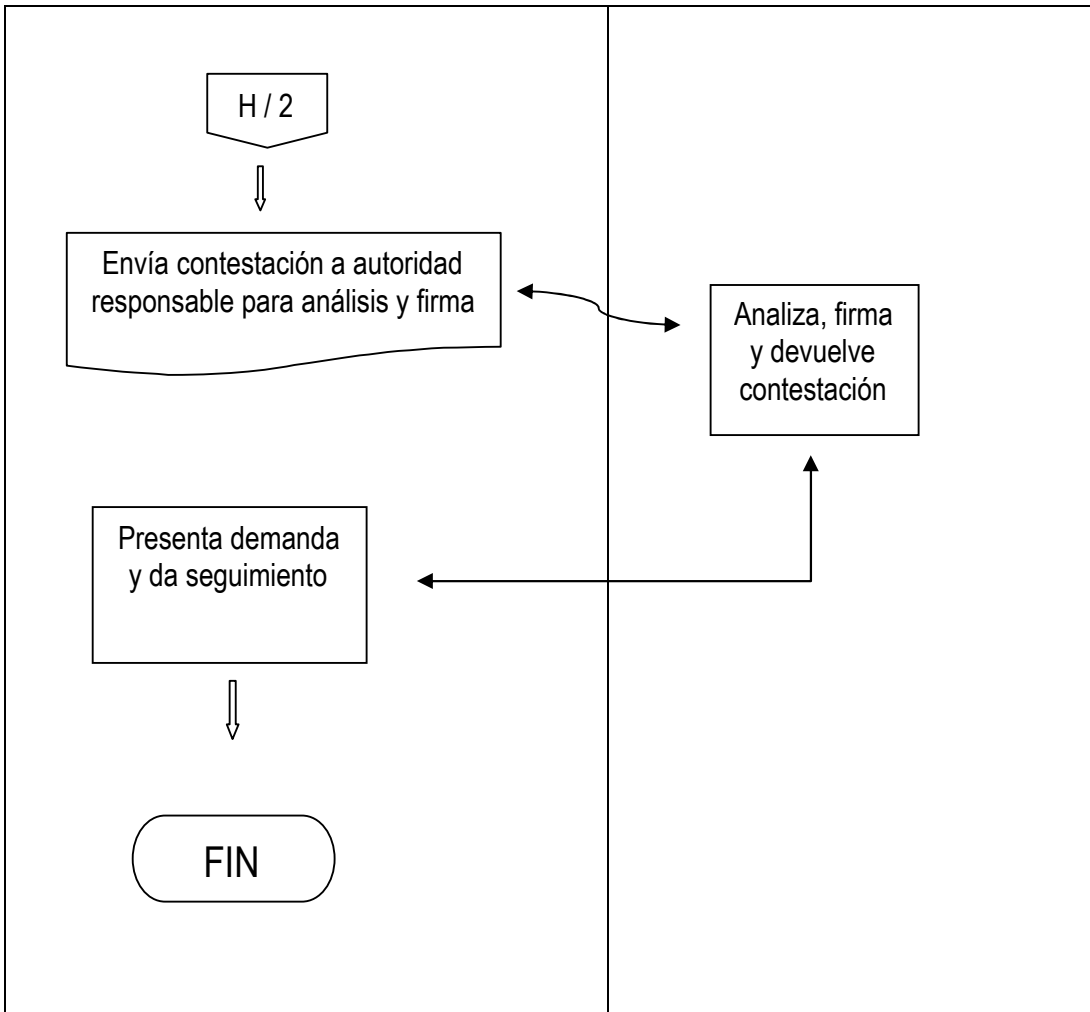 H / 2
Envía contestación a autoridad
responsable para análisis y firma
Analiza, firma
y devuelve
contestación
Presenta demanda
y da seguimiento
FIN